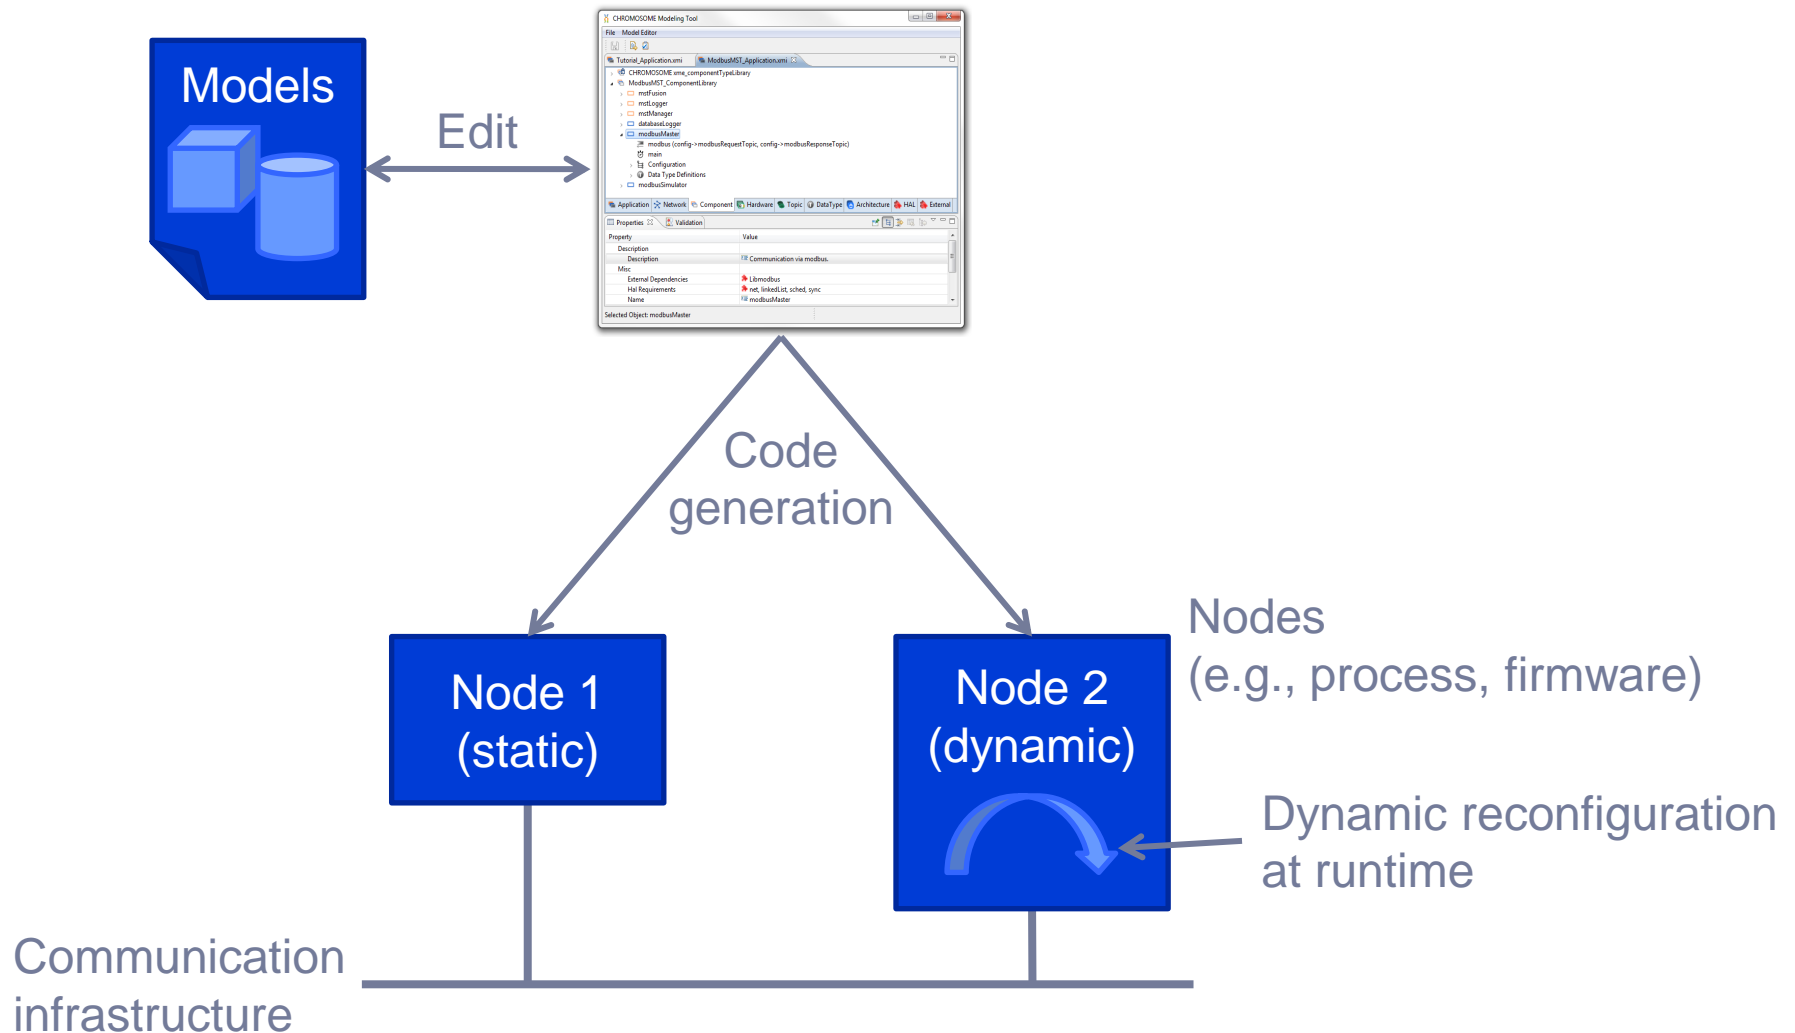 CHROMOSOME Modeling Tool
File Model Editor
Tutorial_Application.xmi ModbusMST_Application.xmi
CHROMOSOME xme_componentTypeLibrary
ModbusMST_ComponentLibrary
mstFusion
mstLogger
mstManager
databaseLogger
modbusMaster
modbus (config->modbusRequestTopic, config->modbusResponseTopic)
main
Configuration
Data Type Definitions
modbusSimulator
Application Network Component Hardware Topic DataType Architecture HAL External
Properties Validation
Property Value
Description
Description Communication via modbus.
Misc
External Dependencies Libmodbus
Hal Requirements net, linkedList, sched, sync
Name modbusMaster
Selected Object: modbusMaster
Models
Edit
Code
generation
Node 1
(static)
Node 2
(dynamic)
Nodes
(e.g., process, firmware)
Dynamic reconfiguration
at runtime
Communication
infrastructure